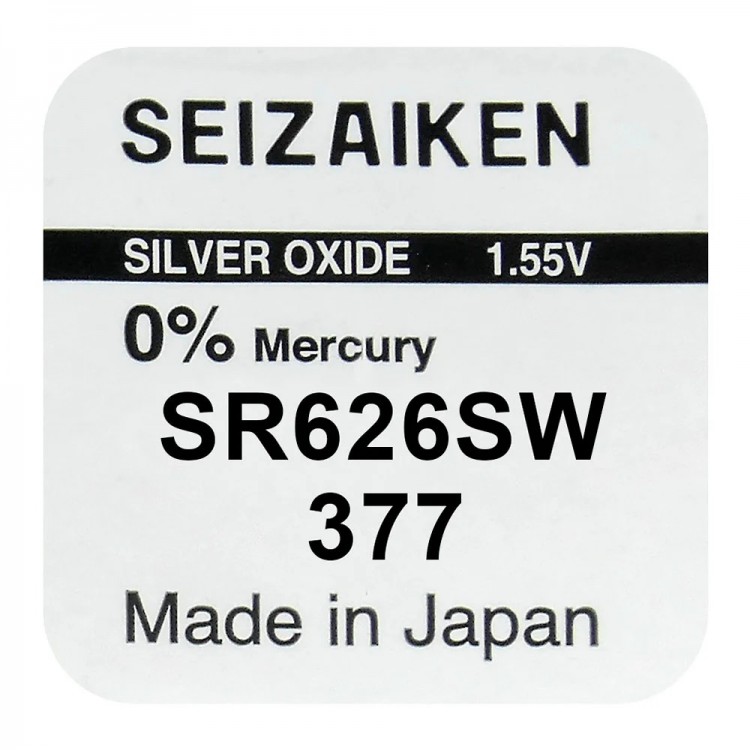 SEIZAIKEN
SILVER OXIDE 1.55V
0% Mercury
SR626SW
377
Made in Japan